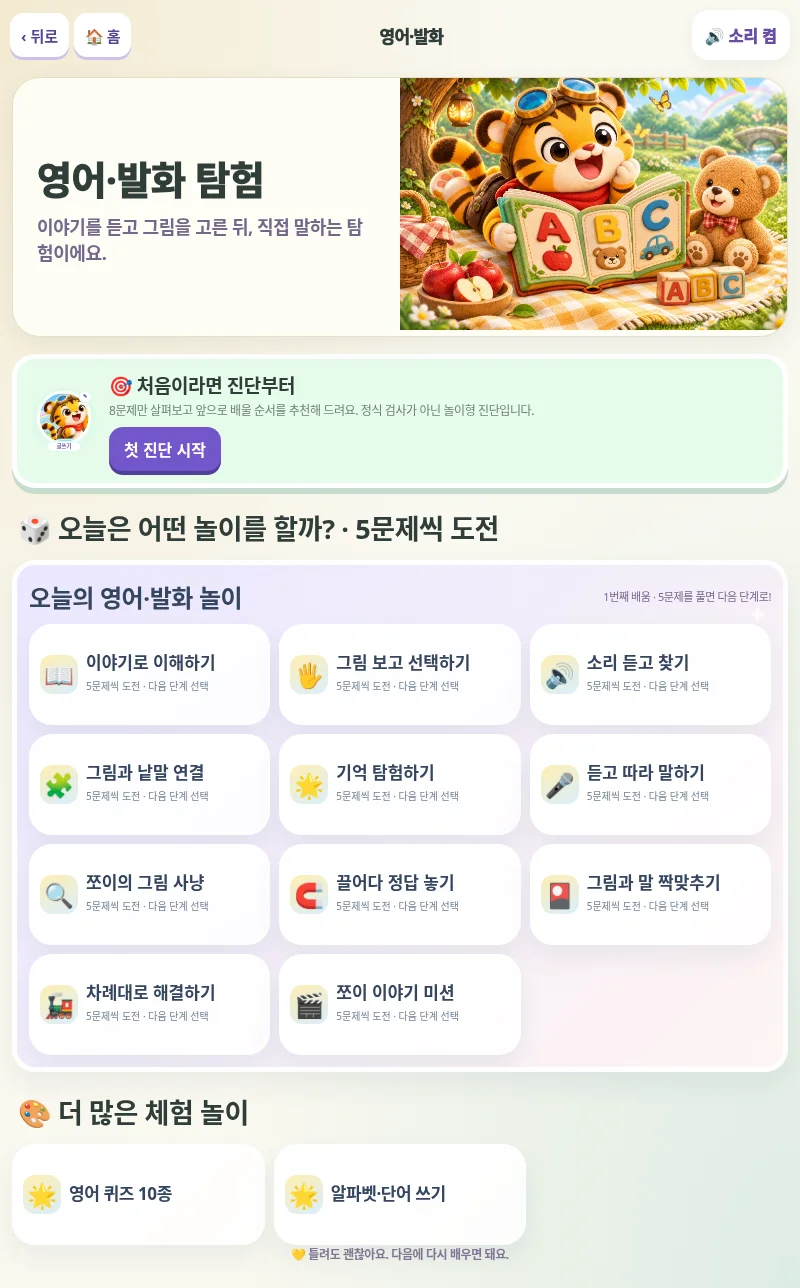 ‹ 뒤로
🏠 홈
영어·발화
🔊 소리 켬
영어·발화 탐험
이야기를 듣고 그림을 고른 뒤, 직접 말하는 탐
험이에요.
A B C
A B C
글쓰기
🎯 처음이라면 진단부터
8문제만 살펴보고 앞으로 배울 순서를 추천해 드려요. 정식 검사가 아닌 놀이형 진단입니다.
첫 진단 시작
🎲 오늘은 어떤 놀이를 할까? · 5문제씩 도전
오늘의 영어·발화 놀이
1번째 배움 · 5문제를 풀면 다음 단계로!
📖 이야기로 이해하기
5문제씩 도전 · 다음 단계 선택
🖐 그림 보고 선택하기
5문제씩 도전 · 다음 단계 선택
🔊 소리 듣고 찾기
5문제씩 도전 · 다음 단계 선택
🧩 그림과 낱말 연결
5문제씩 도전 · 다음 단계 선택
🌟 기억 탐험하기
5문제씩 도전 · 다음 단계 선택
🎤 듣고 따라 말하기
5문제씩 도전 · 다음 단계 선택
🔍 쪼이의 그림 사냥
5문제씩 도전 · 다음 단계 선택
🧲 끌어다 정답 놓기
5문제씩 도전 · 다음 단계 선택
🎴 그림과 말 짝맞추기
5문제씩 도전 · 다음 단계 선택
🚂 차례대로 해결하기
5문제씩 도전 · 다음 단계 선택
🎬 쪼이 이야기 미션
5문제씩 도전 · 다음 단계 선택
🎨 더 많은 체험 놀이
🌟 영어 퀴즈 10종
🌟 알파벳·단어 쓰기
💛 틀려도 괜찮아요. 다음에 다시 배우면 돼요.